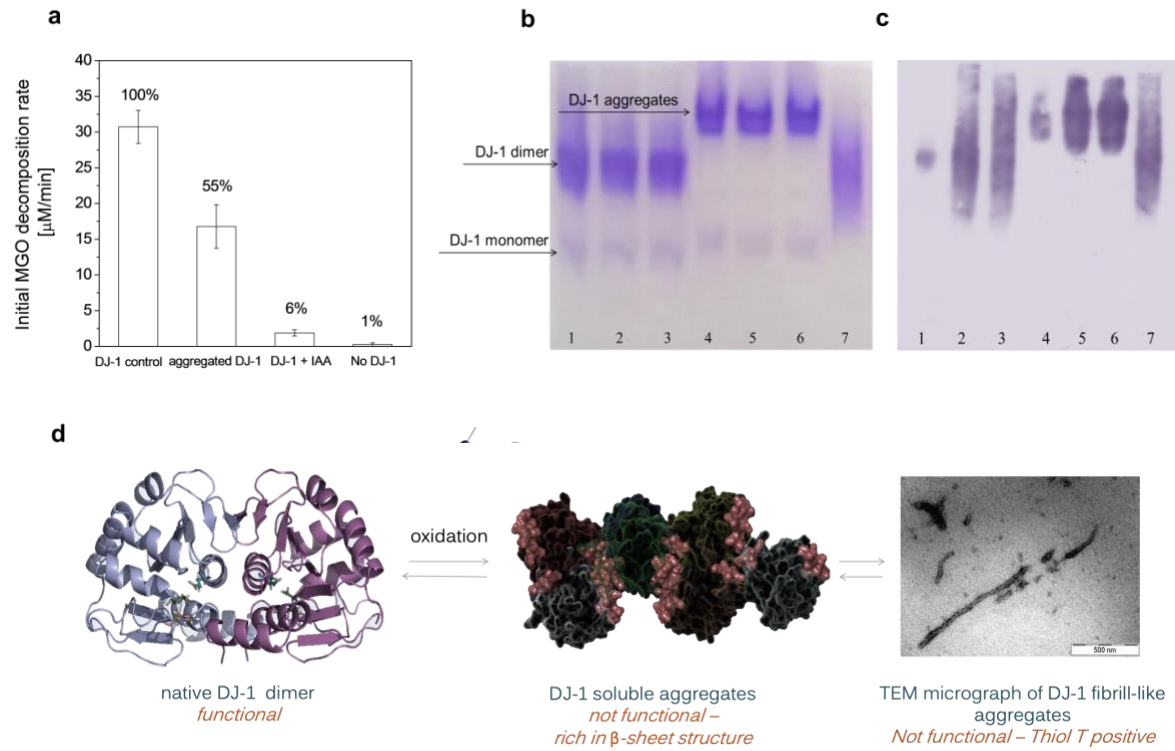 a
b
c
Initial MGO decomposition rate
[µM/min]
40
35
30
25
20
15
10
5
0
100%
55%
6%
1%
DJ-1 control
aggregated DJ-1
DJ-1 + IAA
No DJ-1
DJ-1 aggregates
DJ-1 dimer
DJ-1 monomer
1 2 3 4 5 6 7
1 2 3 4 5 6 7
d
oxidation
500 nm
native DJ-1 dimer
functional
DJ-1 soluble aggregates
not functional –
rich in β-sheet structure
TEM micrograph of DJ-1 fibrill-like
aggregates
Not functional – Thiol T positive